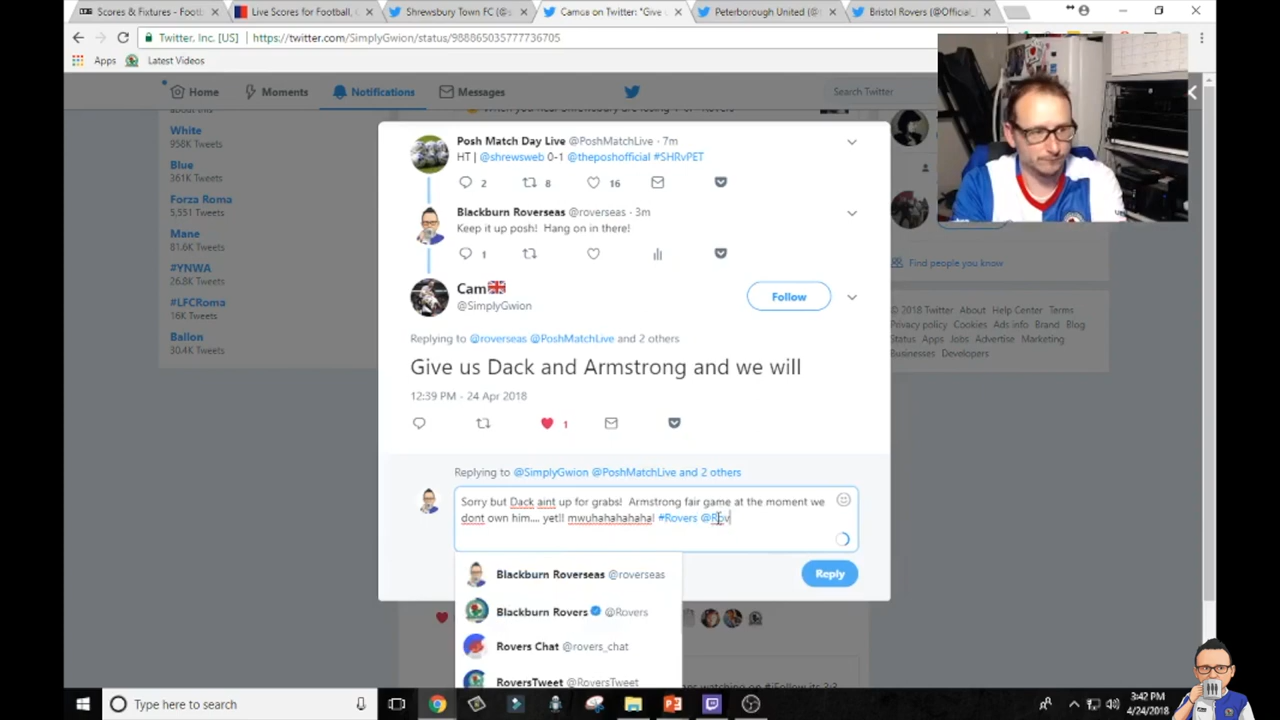 Scores & Fixtures - Footb
Live Scores for Football,
Shrewsbury Town FC (@s
Camoa on Twitter: "Give
Peterborough United (@
Bristol Rovers (@Official_
Twitter, Inc. [US]
https://twitter.com/SimplyGwion/status/988865035777736705
Apps
Latest Videos
Home
Moments
Notifications
Messages
Search Twitter
White
958K Tweets
Blue
361K Tweets
Forza Roma
5,551 Tweets
Mane
81.6K Tweets
#YNWA
26.8K Tweets
#LFCRoma
16K Tweets
Ballon
30.4K Tweets
Posh Match Day Live @PoshMatchLive · 7m
HT | @shrewsweb 0-1 @theposhofficial #SHRvPET
2 8 16
Blackburn Roverseas @roverseas · 3m
Keep it up posh! Hang on in there!
1
Cam
@SimplyGwion
Follow
Replying to @roverseas @PoshMatchLive and 2 others
Give us Dack and Armstrong and we will
12:39 PM - 24 Apr 2018
1
Replying to @SimplyGwion @PoshMatchLive and 2 others
Sorry but Dack aint up for grabs! Armstrong fair game at the moment we
dont own him.... yet!! mwuhahahahaha! #Rovers @Rov
Reply
Blackburn Roverseas @roverseas
Blackburn Rovers @Rovers
Rovers Chat @rovers_chat
RoversTweet @RoversTweet
Find people you know
© 2018 Twitter About Help Center Terms
Privacy policy Cookies Ads info Brand Blog
Status Apps Jobs Advertise Marketing
Businesses Developers
Type here to search
3:42 PM
4/24/2018